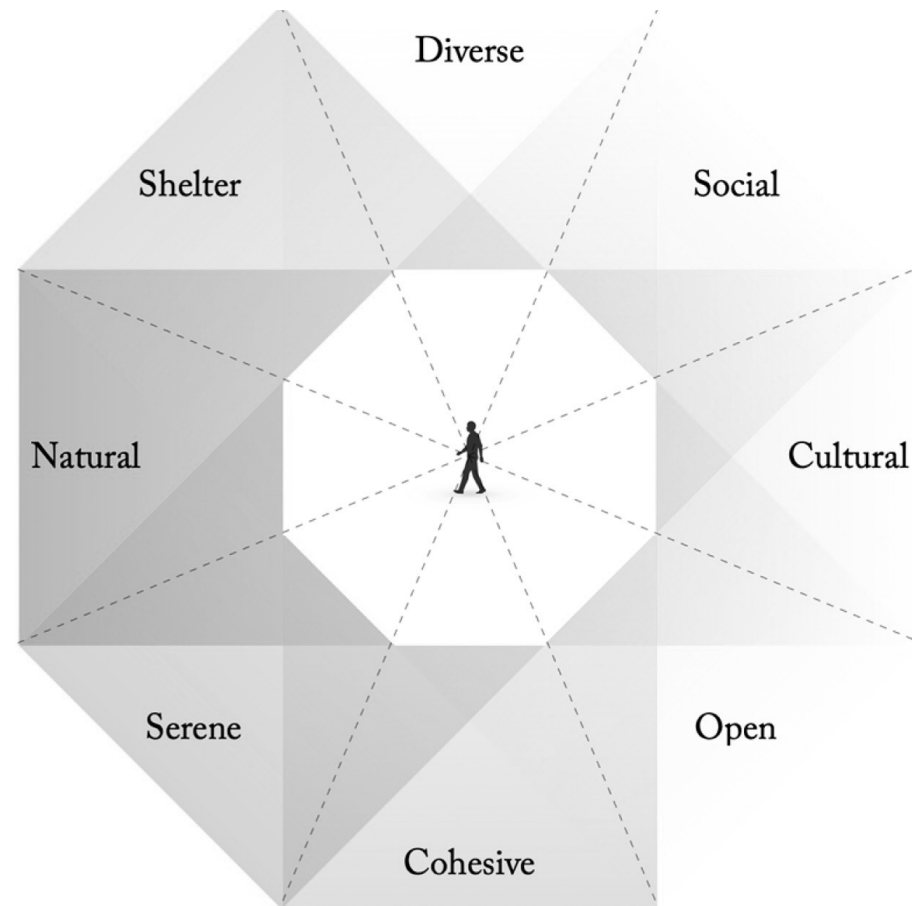 Diverse
Shelter
Social
Natural
Cultural
Serene
Open
Cohesive